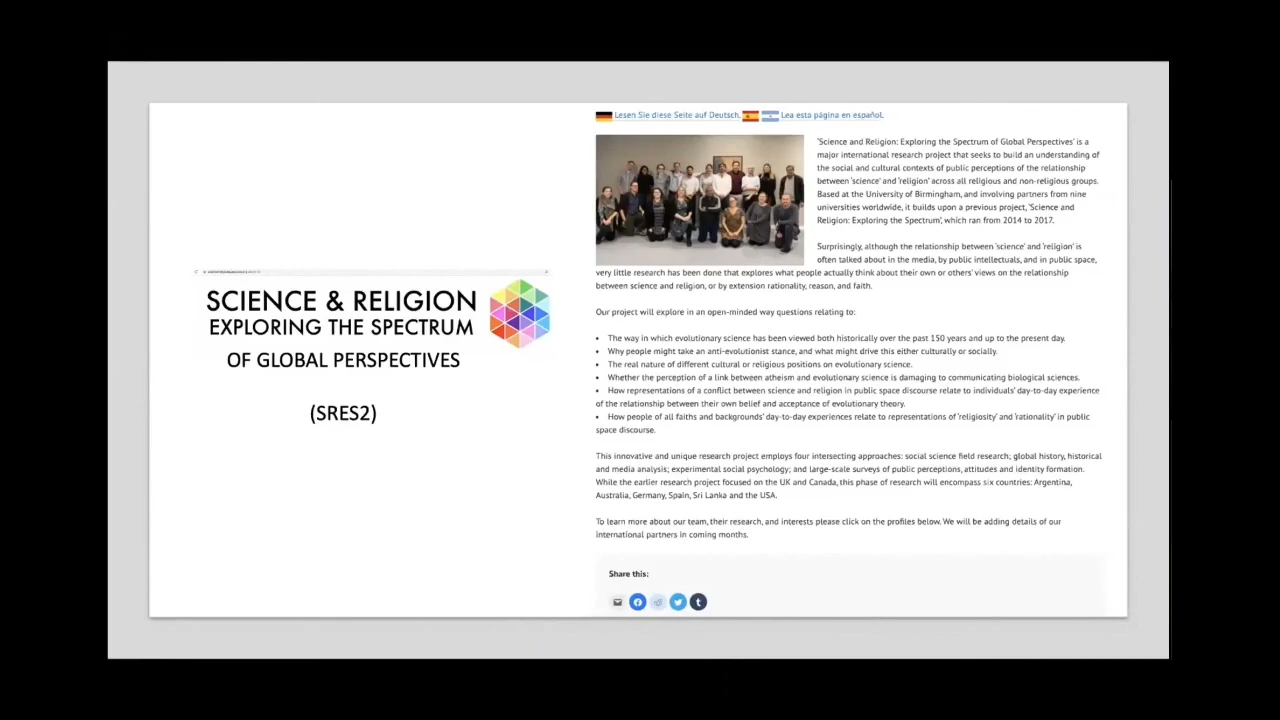 SCIENCE & RELIGION
EXPLORING THE SPECTRUM
OF GLOBAL PERSPECTIVES
(SRES2)
Lesen Sie diese Seite auf Deutsch. Lea esta página en español.
'Science and Religion: Exploring the Spectrum of Global Perspectives' is a
major international research project that seeks to build an understanding of
the social and cultural contexts of public perceptions of the relationship
between 'science' and 'religion' across all religious and non-religious groups.
Based at the University of Birmingham, and involving partners from nine
universities worldwide, it builds upon a previous project, 'Science and
Religion: Exploring the Spectrum', which ran from 2014 to 2017.
Surprisingly, although the relationship between 'science' and 'religion' is
often talked about in the media, by public intellectuals, and in public space,
very little research has been done that explores what people actually think about their own or others' views on the relationship
between science and religion, or by extension rationality, reason, and faith.
Our project will explore in an open-minded way questions relating to:
• The way in which evolutionary science has been viewed both historically over the past 150 years and up to the present day.
• Why people might take an anti-evolutionist stance, and what might drive this either culturally or socially.
• The real nature of different cultural or religious positions on evolutionary science.
• Whether the perception of a link between atheism and evolutionary science is damaging to communicating biological sciences.
• How representations of a conflict between science and religion in public space discourse relate to individuals' day-to-day experience
of the relationship between their own belief and acceptance of evolutionary theory.
• How people of all faiths and backgrounds' day-to-day experiences relate to representations of 'religiosity' and 'rationality' in public
space discourse.
This innovative and unique research project employs four intersecting approaches: social science field research; global history, historical
and media analysis; experimental social psychology; and large-scale surveys of public perceptions, attitudes and identity formation.
While the earlier research project focused on the UK and Canada, this phase of research will encompass six countries: Argentina,
Australia, Germany, Spain, Sri Lanka and the USA.
To learn more about our team, their research, and interests please click on the profiles below. We will be adding details of our
international partners in coming months.
Share this: